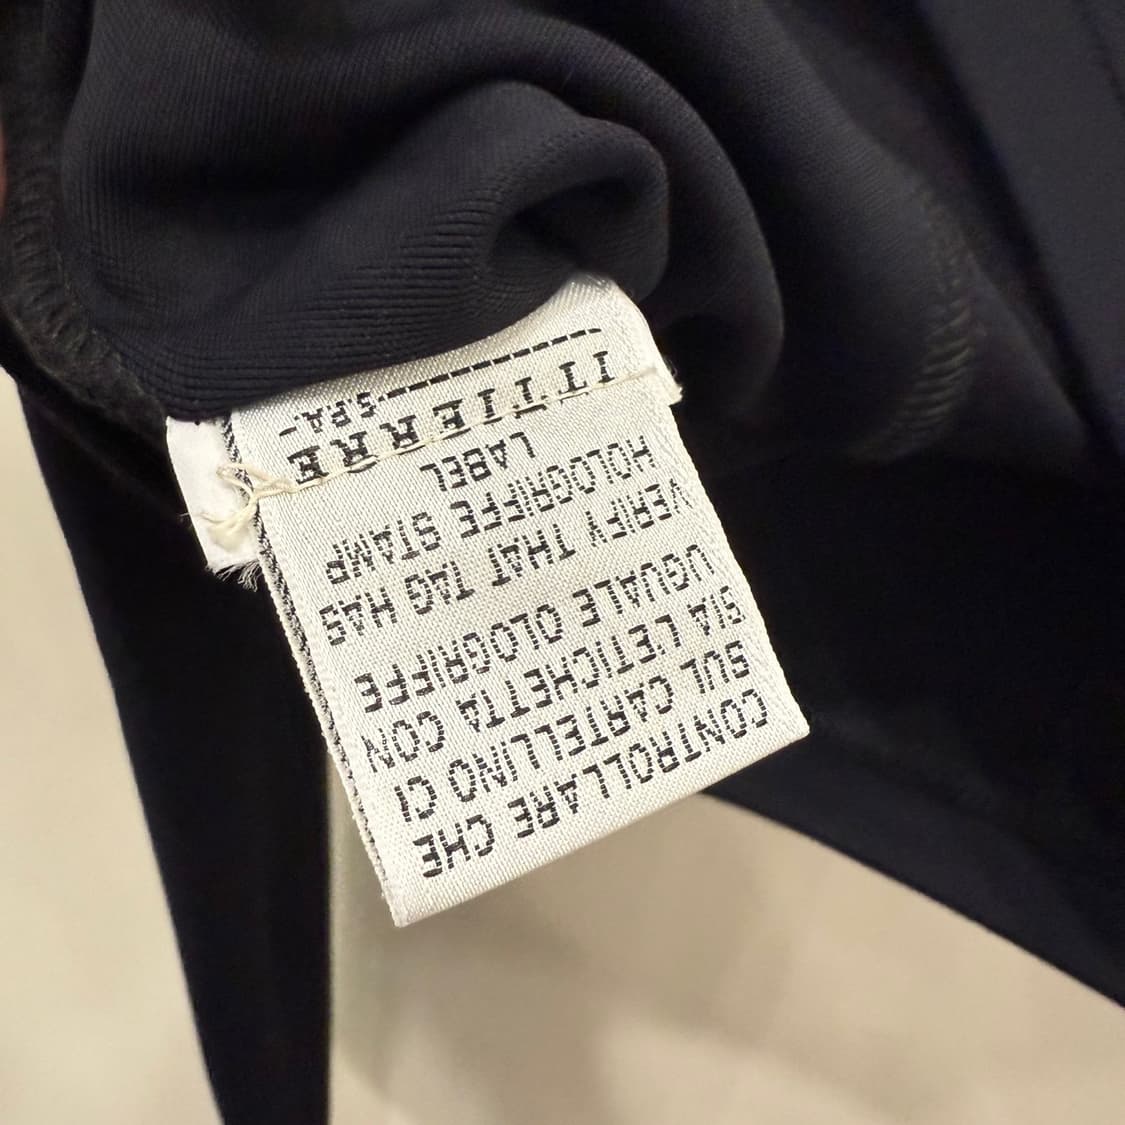 CONTROLLARE CHE
SUL CARTELLINO CI
SIA L'ETICHETTA CON
UGUALE OLOGRIFFE
VERIFY THAT TAG HAS
HOLOGRIFFE STAMP
LABEL
ITTIERRE
S.P.A.